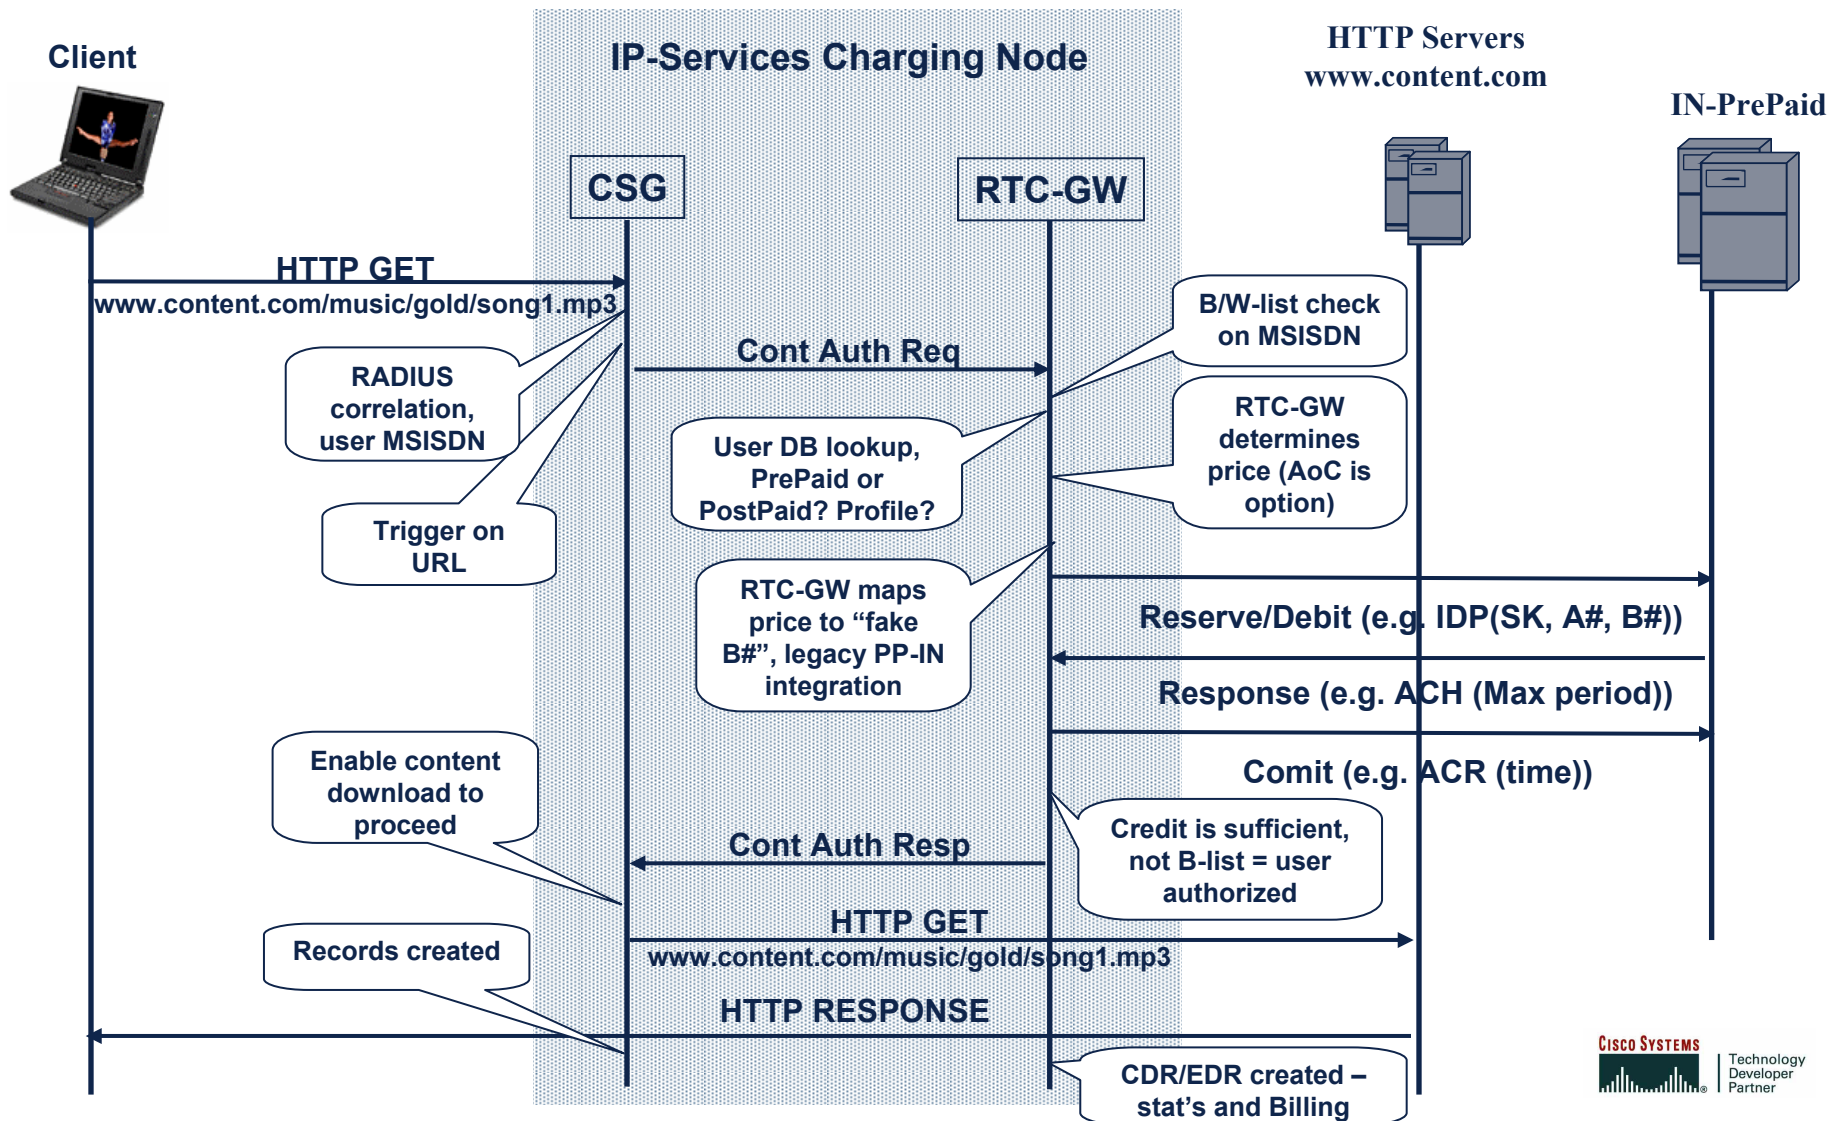 Client
IP-Services Charging Node
HTTP Servers
www.content.com
IN-PrePaid
CSG
RTC-GW
HTTP GET
www.content.com/music/gold/song1.mp3
RADIUS
correlation,
user MSISDN
Trigger on
URL
Cont Auth Req
B/W-list check
on MSISDN
User DB lookup,
PrePaid or
PostPaid? Profile?
RTC-GW
determines
price (AoC is
option)
RTC-GW maps
price to “fake
B#”, legacy PP-IN
integration
Reserve/Debit (e.g. IDP(SK, A#, B#))
Response (e.g. ACH (Max period))
Comit (e.g. ACR (time))
Enable content
download to
proceed
Credit is sufficient,
not B-list = user
authorized
Cont Auth Resp
HTTP GET
www.content.com/music/gold/song1.mp3
Records created
HTTP RESPONSE
CDR/EDR created –
stat's and Billing
CISCO SYSTEMS
®
Technology
Developer
Partner